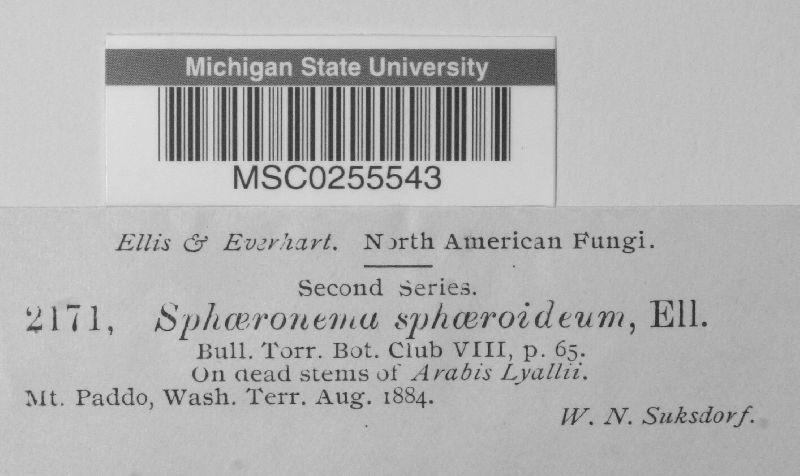 Michigan State University
MSC0255543
Ellis & Everhart. North American Fungi.
Second Series.
2171, Sphæronema sphæroideum, Ell.
Bull. Torr. Bot. Club VIII, p. 65.
On dead stems of Arabis Lyallii.
Mt. Paddo, Wash. Terr. Aug. 1884.
W. N. Suksdorf.